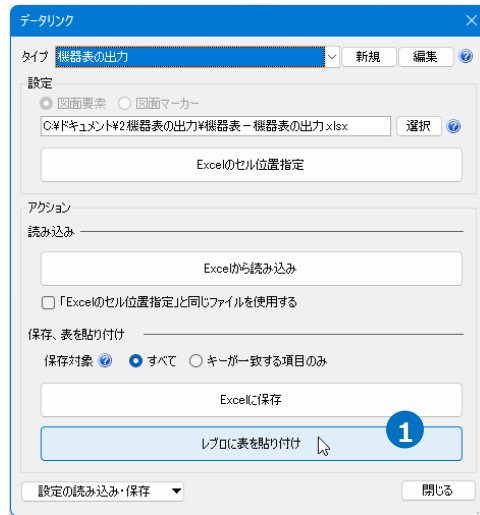 データリンク
タイプ 機器表の出力 新規 編集
設定
図面要素 図面マーカー
C:¥ドキュメント¥2.機器表の出力¥機器表－機器表の出力.xlsx 選択
Excelのセル位置指定
アクション
読み込み
Excelから読み込み
「Excelのセル位置指定」と同じファイルを使用する
保存、表を貼り付け
保存対象 すべて キーが一致する項目のみ
Excelに保存
レブロに表を貼り付け 1
設定の読み込み・保存 閉じる